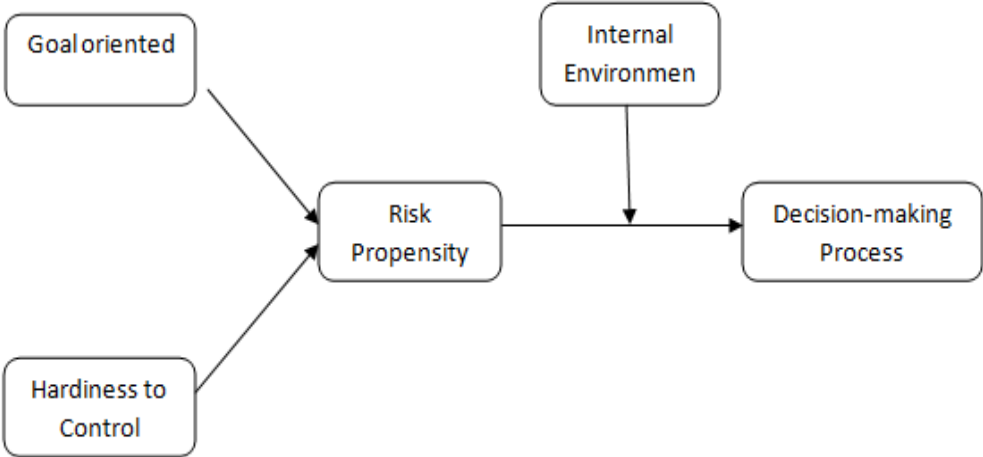 Goal oriented
Internal
Environmen
Risk
Propensity
Decision-making
Process
Hardiness to
Control